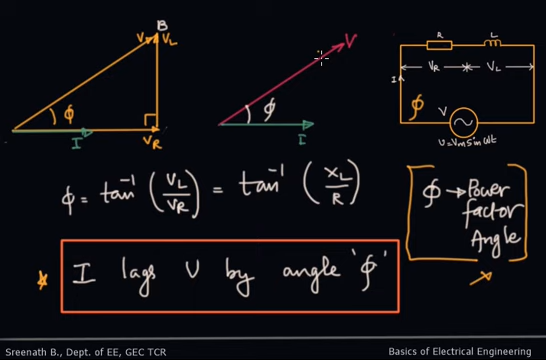 B
V V_L
φ
I
V_R
V
φ
I
R L
V_R V_L
I
φ
V
v=Vm sin ωt
φ = tan⁻¹ (V_L/V_R) = tan⁻¹ (X_L/R)
φ → Power
factor
Angle
* I lags V by angle 'φ'
Sreenath B., Dept. of EE, GEC TCR
Basics of Electrical Engineering